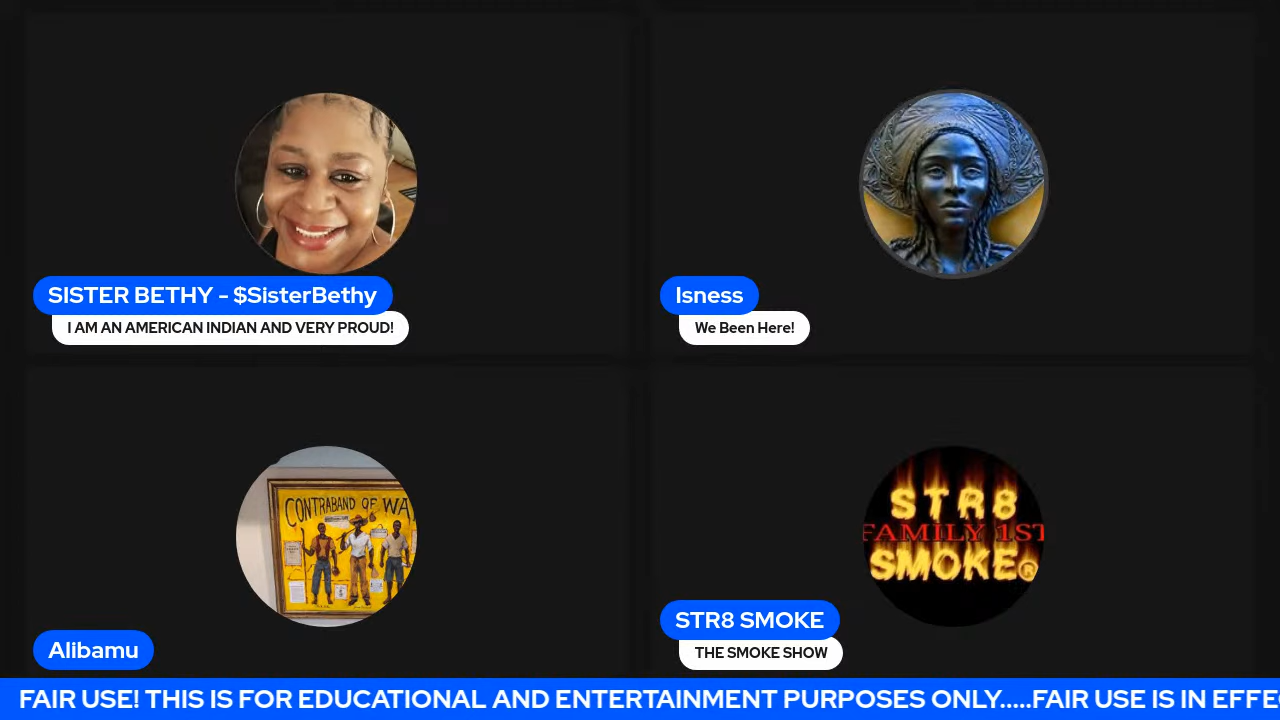 SISTER BETHY - $SisterBethy
I AM AN AMERICAN INDIAN AND VERY PROUD!
Isness
We Been Here!
CONTRABAND OF WA
Alibamu
STR8
FAMILY 1ST
SMOKE®
STR8 SMOKE
THE SMOKE SHOW
FAIR USE! THIS IS FOR EDUCATIONAL AND ENTERTAINMENT PURPOSES ONLY.....FAIR USE IS IN EFFE